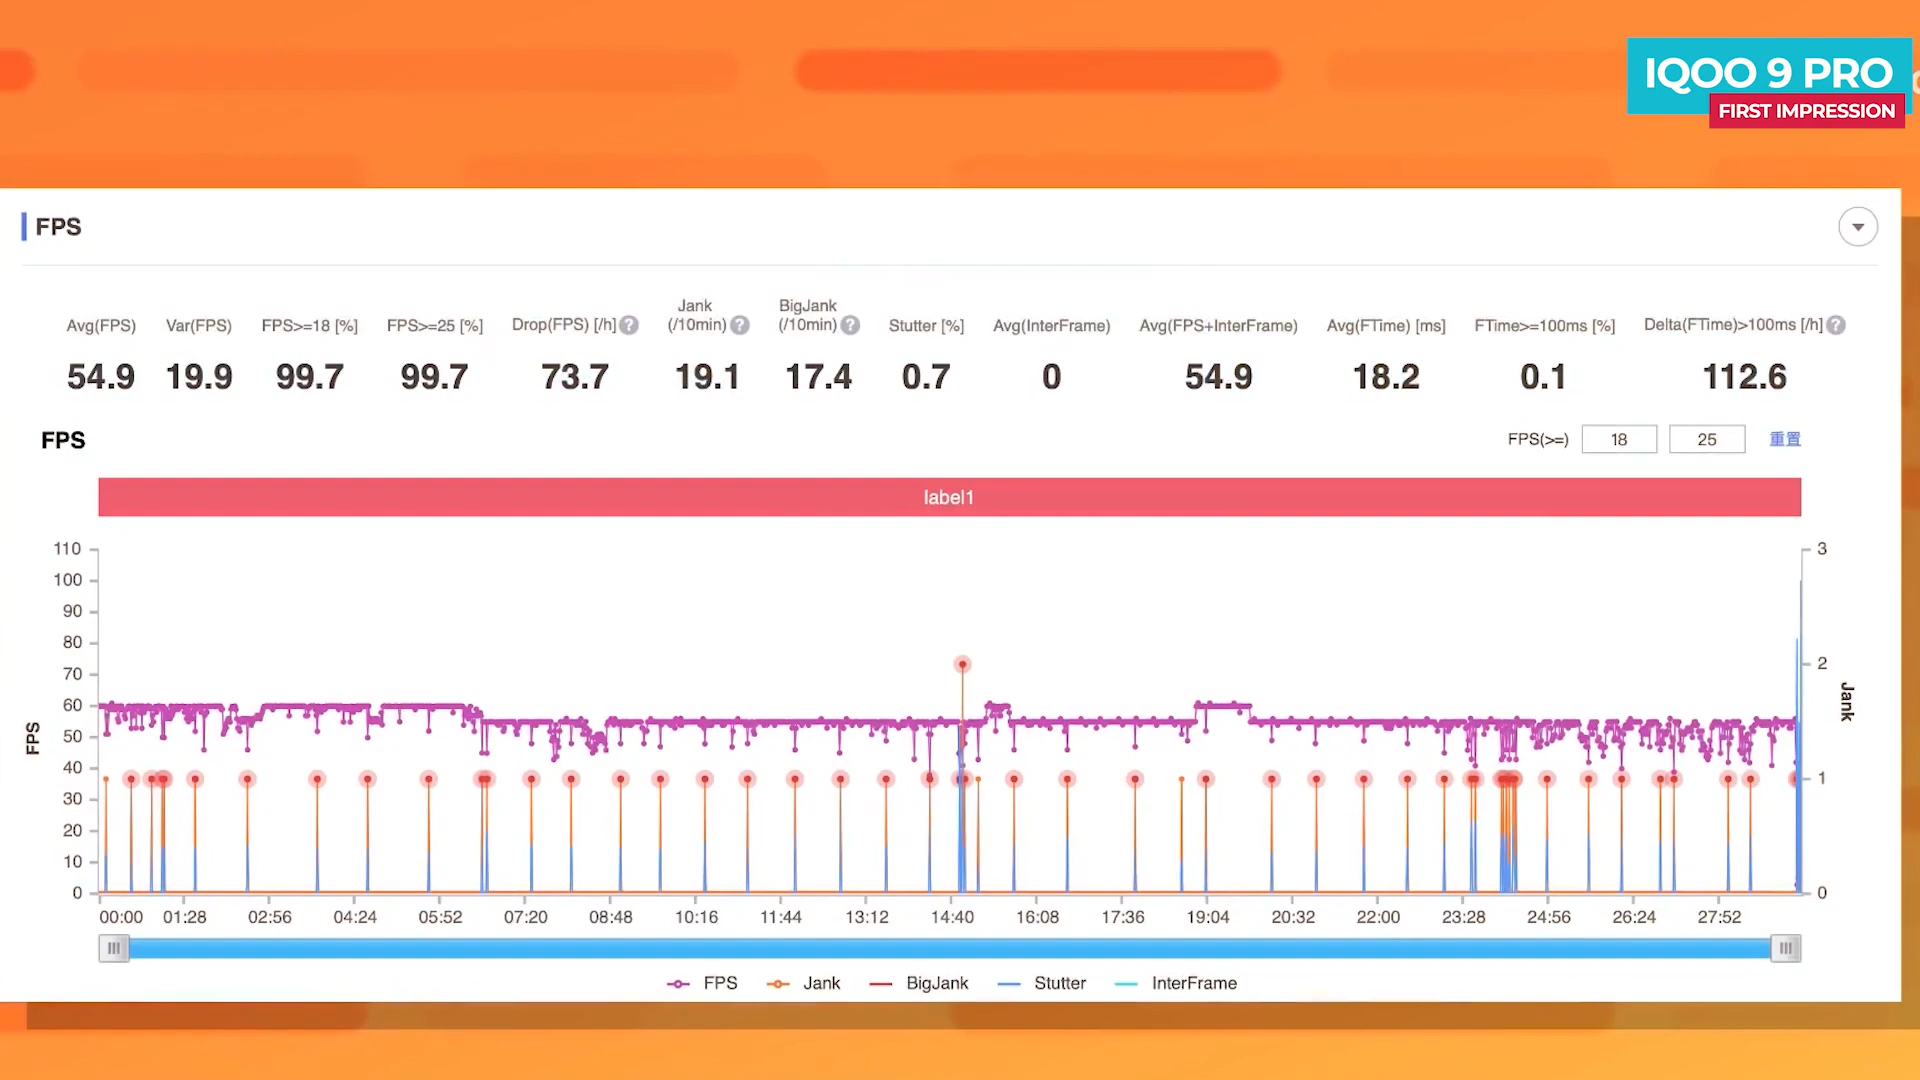 IQOO 9 PRO
FIRST IMPRESSION
FPS
Avg(FPS) Var(FPS) FPS>=18 [%] FPS>=25 [%] Drop(FPS) [/h] ? Jank (/10min) ? BigJank (/10min) ? Stutter [%] Avg(InterFrame) Avg(FPS+InterFrame) Avg(FTime) [ms] FTime>=100ms [%] Delta(FTime)>100ms [/h] ?
54.9 19.9 99.7 99.7 73.7 19.1 17.4 0.7 0 54.9 18.2 0.1 112.6
FPS
FPS(>=) 18 25 重置
label1
110
100
90
80
70
60
50
40
30
20
10
0
FPS
3
2
1
0
Jank
00:00 01:28 02:56 04:24 05:52 07:20 08:48 10:16 11:44 13:12 14:40 16:08 17:36 19:04 20:32 22:00 23:28 24:56 26:24 27:52
FPS Jank BigJank Stutter InterFrame